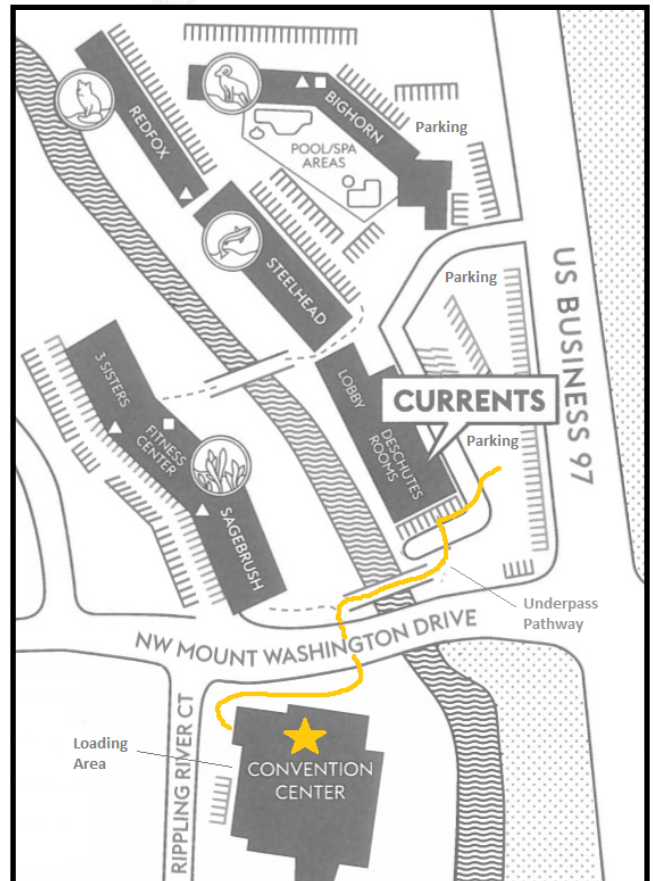 REDFOX
BIGHORN
Parking
POOL/SPA
AREAS
STEELHEAD
Parking
US BUSINESS 97
3 SISTERS
FITNESS
CENTER
SAGEBRUSH
LOBBY
DESCHUTES
ROOMS
CURRENTS
Parking
Underpass
Pathway
NW MOUNT WASHINGTON DRIVE
RIPPLING RIVER CT
Loading
Area
CONVENTION
CENTER